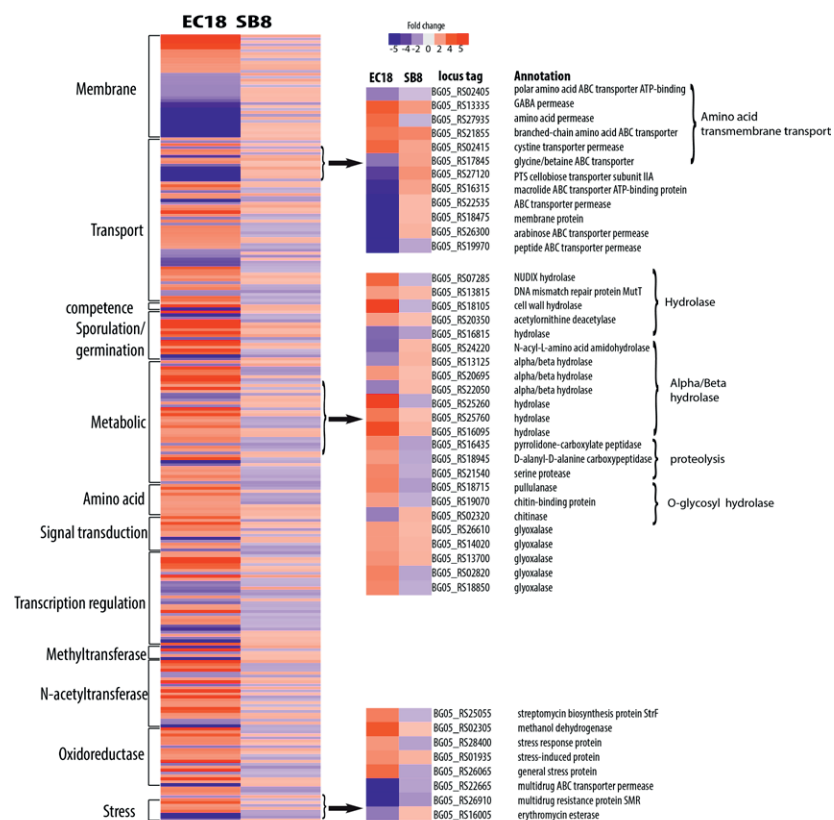 EC18 SB8
Fold change
-5 -4 -2 0 2 4 5
Membrane
Transport
competence
Sporulation/
germination
Metabolic
Amino acid
Signal transduction
Transcription regulation
Methyltransferase
N-acetyltransferase
Oxidoreductase
Stress
EC18 SB8 locus tag Annotation
BG05_RS02405 polar amino acid ABC transporter ATP-binding
BG05_RS13335 GABA permease
BG05_RS27935 amino acid permease
BG05_RS21855 branched-chain amino acid ABC transporter
BG05_RS02415 cystine transporter permease
BG05_RS17845 glycine/betaine ABC transporter
BG05_RS27120 PTS cellobiose transporter subunit IIA
BG05_RS16315 macrolide ABC transporter ATP-binding protein
BG05_RS22535 ABC transporter permease
BG05_RS18475 membrane protein
BG05_RS26300 arabinose ABC transporter permease
BG05_RS19970 peptide ABC transporter permease
Amino acid
transmembrane transport
BG05_RS07285 NUDIX hydrolase
BG05_RS13815 DNA mismatch repair protein MutT
BG05_RS18105 cell wall hydrolase
BG05_RS20350 acetylornithine deacetylase
BG05_RS16815 hydrolase
BG05_RS24220 N-acyl-L-amino acid amidohydrolase
BG05_RS13125 alpha/beta hydrolase
BG05_RS20695 alpha/beta hydrolase
BG05_RS22050 alpha/beta hydrolase
BG05_RS25260 hydrolase
BG05_RS25760 hydrolase
BG05_RS16095 hydrolase
BG05_RS16435 pyrrolidone-carboxylate peptidase
BG05_RS18945 D-alanyl-D-alanine carboxypeptidase
BG05_RS21540 serine protease
BG05_RS18715 pullulanase
BG05_RS19070 chitin-binding protein
BG05_RS02320 chitinase
BG05_RS26610 glyoxalase
BG05_RS14020 glyoxalase
BG05_RS13700 glyoxalase
BG05_RS02820 glyoxalase
BG05_RS18850 glyoxalase
Hydrolase
Alpha/Beta
hydrolase
proteolysis
O-glycosyl hydrolase
BG05_RS25055 streptomycin biosynthesis protein StrF
BG05_RS02305 methanol dehydrogenase
BG05_RS28400 stress response protein
BG05_RS01935 stress-induced protein
BG05_RS26065 general stress protein
BG05_RS22665 multidrug ABC transporter permease
BG05_RS26910 multidrug resistance protein SMR
BG05_RS16005 erythromycin esterase